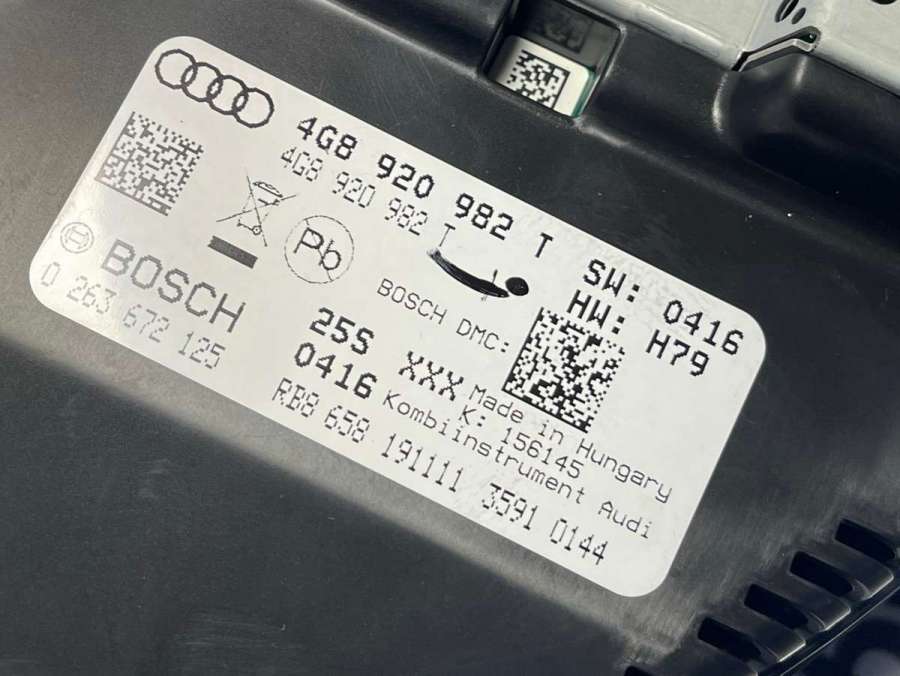 4G8 920 982 T
4G8 920 982 T
SW: 0416
HW: H79
Pb
BOSCH
0 263 672 125
BOSCH DMC:
25S XXX
0416
Made in Hungary
K: 156145
Kombiinstrument Audi
RB8 658 191111 3591 0144